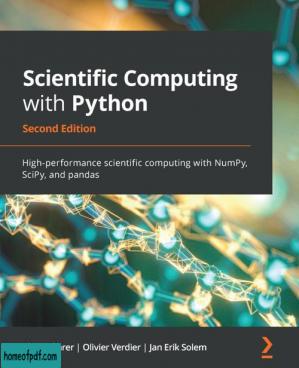 Scientific Computing
with Python
Second Edition
High-performance scientific computing with NumPy,
SciPy, and pandas
| Olivier Verdier | Jan Erik Solem
homeofpdf.com